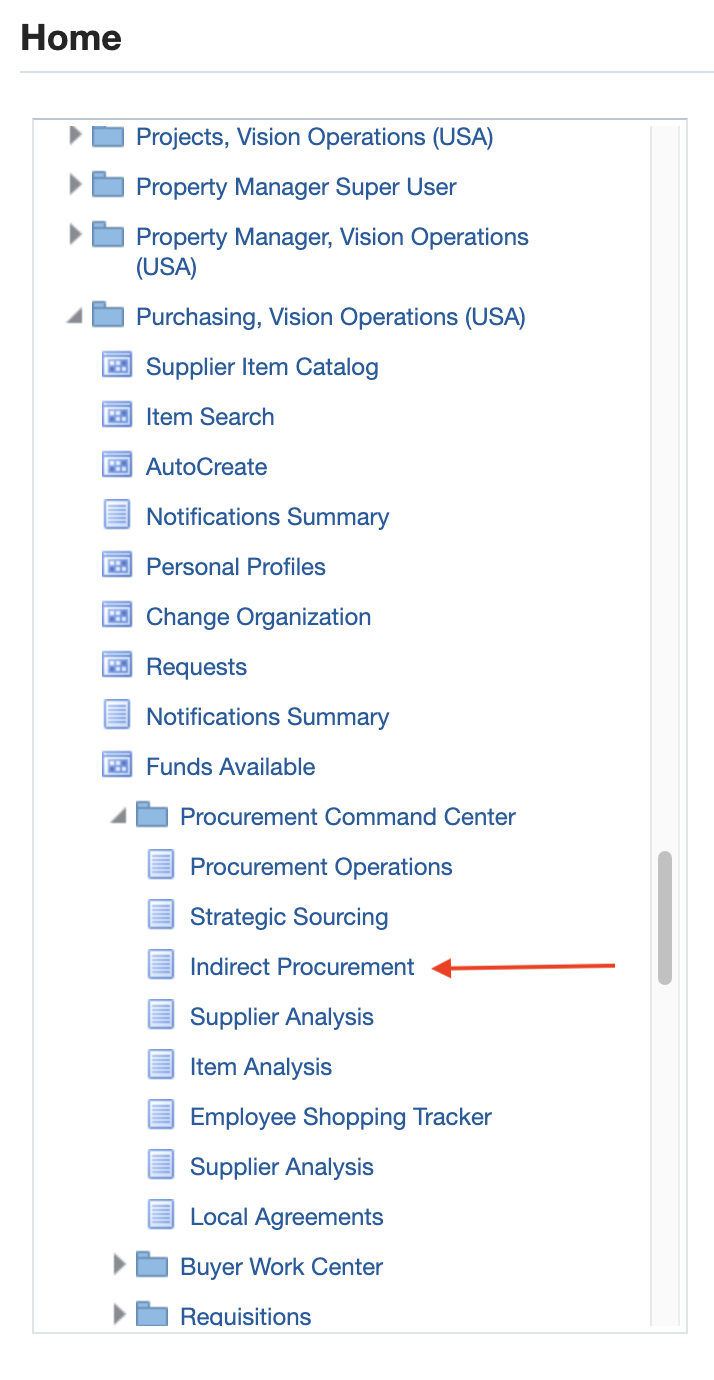 Home
Projects, Vision Operations (USA)
Property Manager Super User
Property Manager, Vision Operations
(USA)
Purchasing, Vision Operations (USA)
Supplier Item Catalog
Item Search
AutoCreate
Notifications Summary
Personal Profiles
Change Organization
Requests
Notifications Summary
Funds Available
Procurement Command Center
Procurement Operations
Strategic Sourcing
Indirect Procurement
Supplier Analysis
Item Analysis
Employee Shopping Tracker
Supplier Analysis
Local Agreements
Buyer Work Center
Requisitions